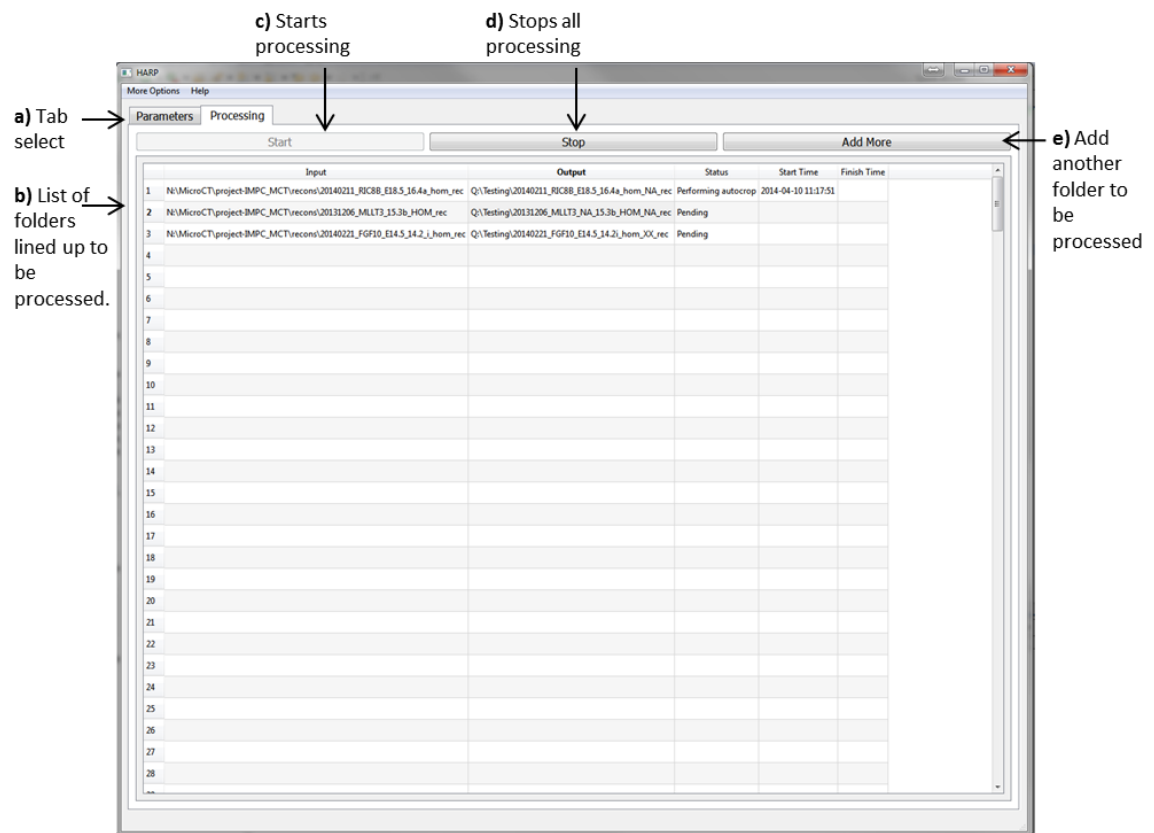 c) Starts
processing
d) Stops all
processing
HARP
More Options Help
a) Tab
select
Parameters Processing
Start Stop Add More
e) Add
another
folder to
be
processed
b) List of
folders
lined up to
be
processed.
Input Output Status Start Time Finish Time
1 N:\MicroCT\project-IMPC_MCT\recons\20140211_RIC8B_E18.5_16.4a_hom_rec Q:\Testing\20140211_RIC8B_E18.5_16.4a_hom_NA_rec Performing autocrop 2014-04-10 11:17:51
2 N:\MicroCT\project-IMPC_MCT\recons\20131206_MLLT3_15.3b_HOM_rec Q:\Testing\20131206_MLLT3_NA_15.3b_HOM_NA_rec Pending
3 N:\MicroCT\project-IMPC_MCT\recons\20140221_FGF10_E14.5_14.2_i_hom_rec Q:\Testing\20140221_FGF10_E14.5_14.2i_hom_XX_rec Pending
4
5
6
7
8
9
10
11
12
13
14
15
16
17
18
19
20
21
22
23
24
25
26
27
28